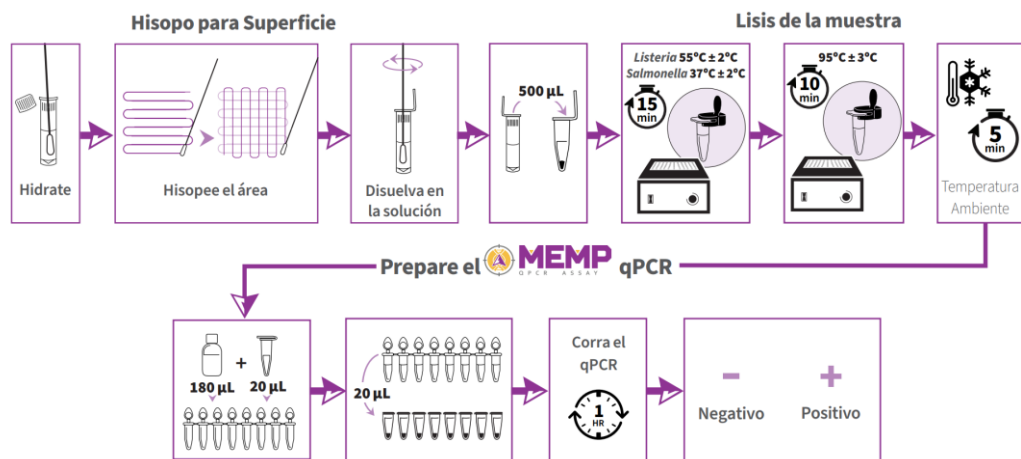 Hisopo para Superficie
Lisis de la muestra
Hidrate
Hisopee el área
Disuelva en
la solución
500 µL
Listeria 55°C ± 2°C
Salmonella 37°C ± 2°C
15
min
95°C ± 3°C
10
min
5
min
Temperatura
Ambiente
Prepare el MEMP qPCR
QPCR ASSAY
180 µL + 20 µL
20 µL
Corra el
qPCR
1
HR
- +
Negativo Positivo